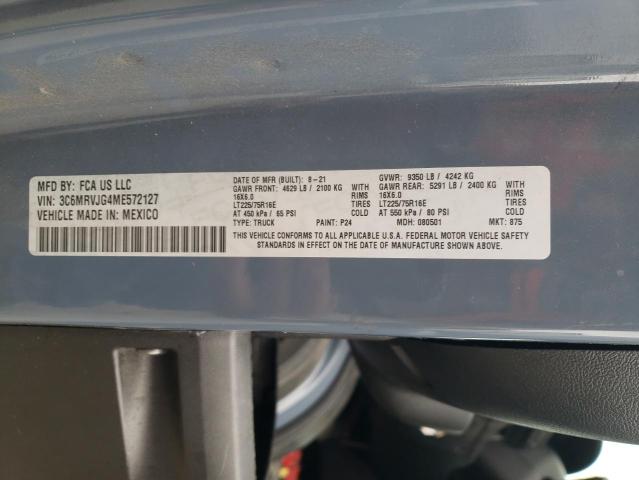 MFD BY: FCA US LLC
VIN: 3C6MRVJG4ME572127
VEHICLE MADE IN: MEXICO
DATE OF MFR (BUILT): 8-21 GVWR: 9350 LB / 4242 KG
GAWR FRONT: 4629 LB / 2100 KG WITH GAWR REAR: 5291 LB / 2400 KG WITH
16X6.0 RIMS 16X6.0 RIMS
LT225/75R16E TIRES LT225/75R16E TIRES
AT 450 kPa / 65 PSI COLD AT 550 kPa / 80 PSI COLD
TYPE: TRUCK PAINT: P24 MDH: 080501 MKT: 875
THIS VEHICLE CONFORMS TO ALL APPLICABLE U.S.A. FEDERAL MOTOR VEHICLE SAFETY
STANDARDS IN EFFECT ON THE DATE OF MANUFACTURE SHOWN ABOVE.